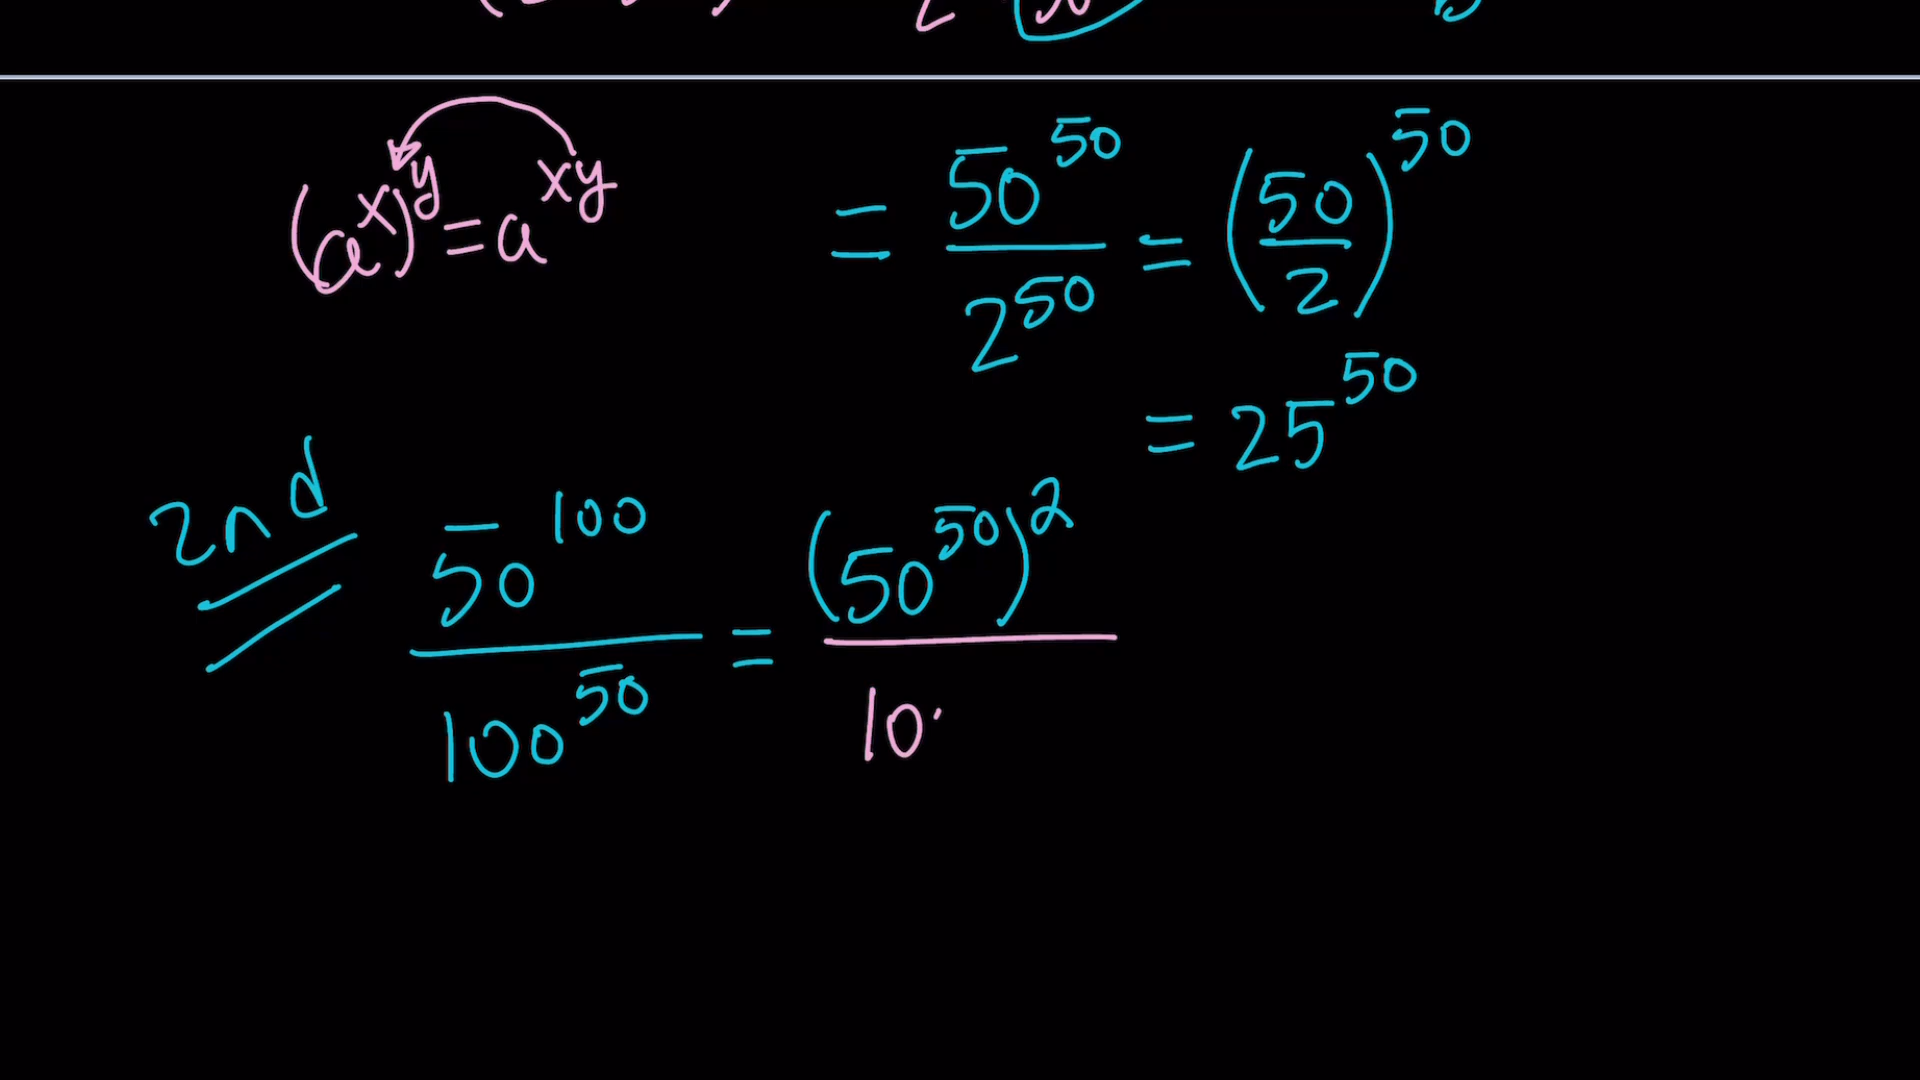 (a^x)^y = a^xy
= 50^50 / 2^50 = (50/2)^50
= 25^50
2nd
50^100 / 100^50 = (50^50)^2 / 10